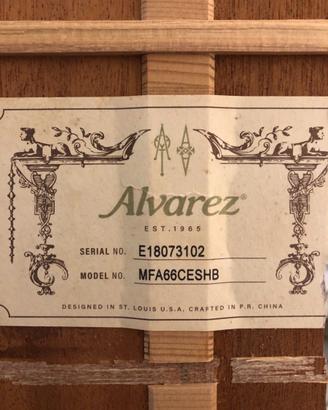 Alvarez®
EST. 1965
SERIAL NO. E18073102
MODEL NO. MFA66CESHB
DESIGNED IN ST. LOUIS U.S.A, CRAFTED IN P.R. CHINA